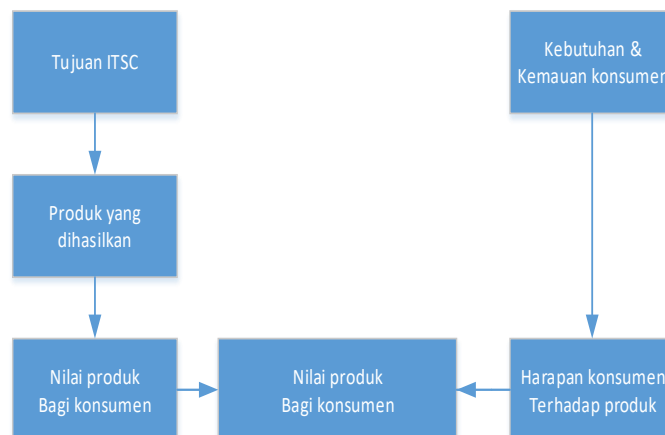 Tujuan ITSC
Kebutuhan &
Kemauan konsumen
Produk yang
dihasilkan
Nilai produk
Bagi konsumen
Nilai produk
Bagi konsumen
Harapan konsumen
Terhadap produk